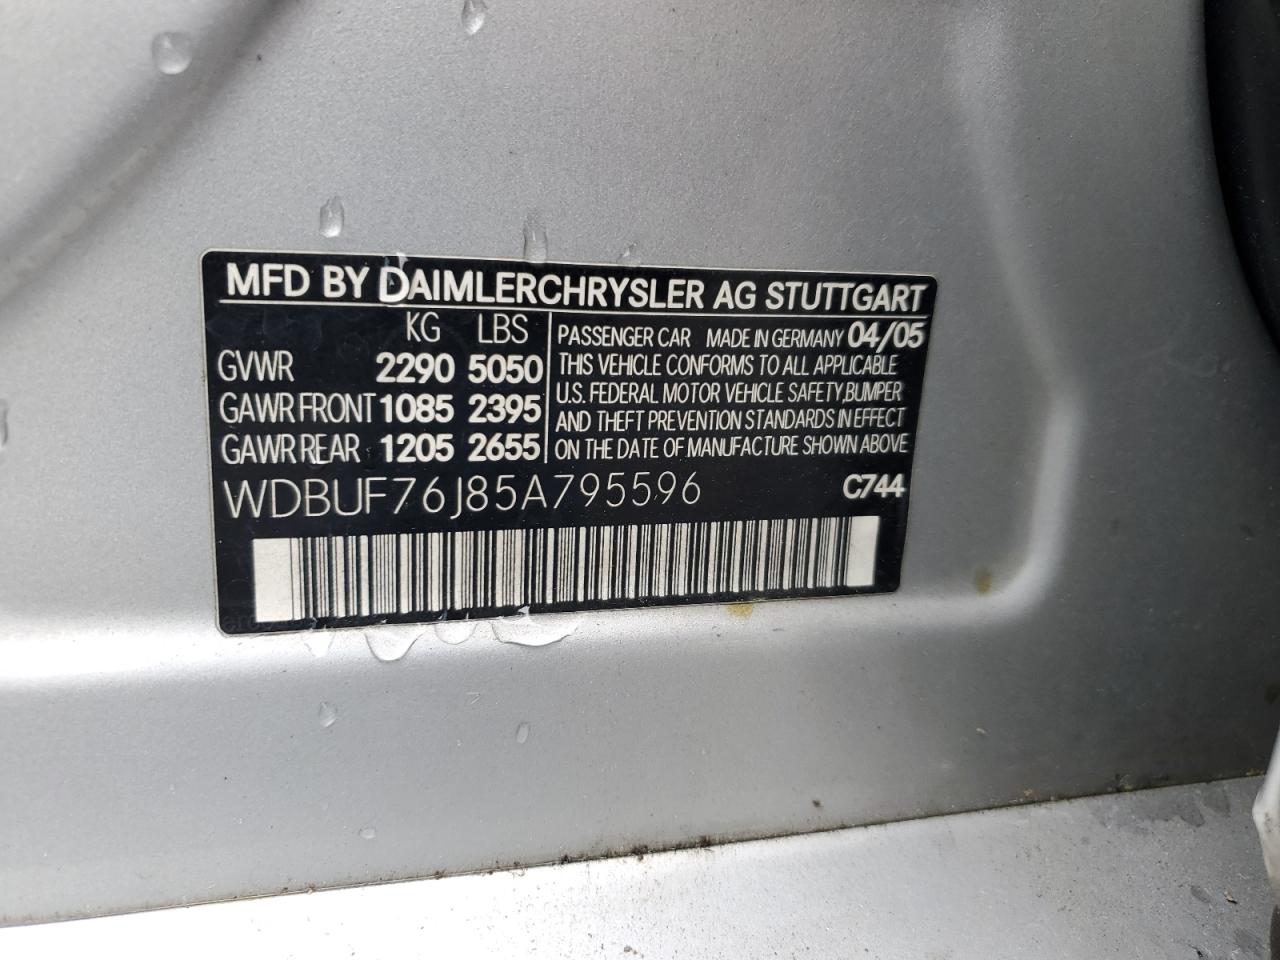 MFD BY DAIMLERCHRYSLER AG STUTTGART
KG LBS
GVWR 2290 5050
GAWR FRONT 1085 2395
GAWR REAR 1205 2655
PASSENGER CAR MADE IN GERMANY 04/05
THIS VEHICLE CONFORMS TO ALL APPLICABLE
U.S. FEDERAL MOTOR VEHICLE SAFETY, BUMPER
AND THEFT PREVENTION STANDARDS IN EFFECT
ON THE DATE OF MANUFACTURE SHOWN ABOVE
WDBUF76J85A795596 C744